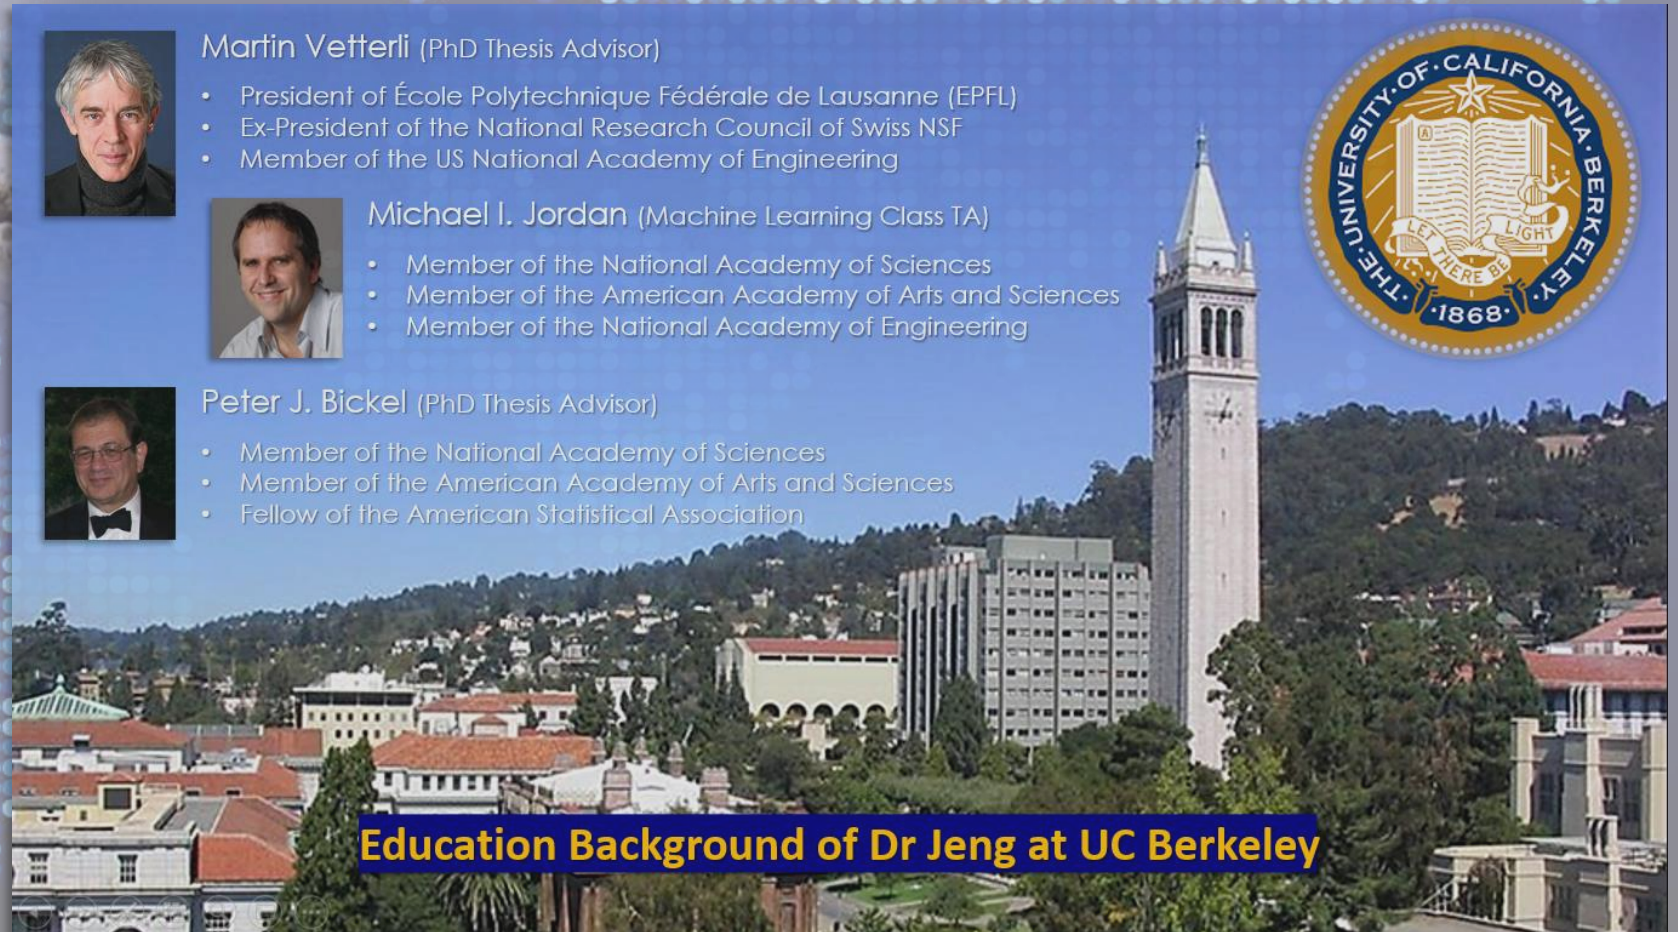 Martin Vetterli (PhD Thesis Advisor)
• President of École Polytechnique Fédérale de Lausanne (EPFL)
• Ex-President of the National Research Council of Swiss NSF
• Member of the US National Academy of Engineering
Michael I. Jordan (Machine Learning Class TA)
• Member of the National Academy of Sciences
• Member of the American Academy of Arts and Sciences
• Member of the National Academy of Engineering
Peter J. Bickel (PhD Thesis Advisor)
• Member of the National Academy of Sciences
• Member of the American Academy of Arts and Sciences
• Fellow of the American Statistical Association
THE·UNIVERSITY·OF·CALIFORNIA·BERKELEY·
A
LET THERE BE LIGHT
·1868·
Education Background of Dr Jeng at UC Berkeley